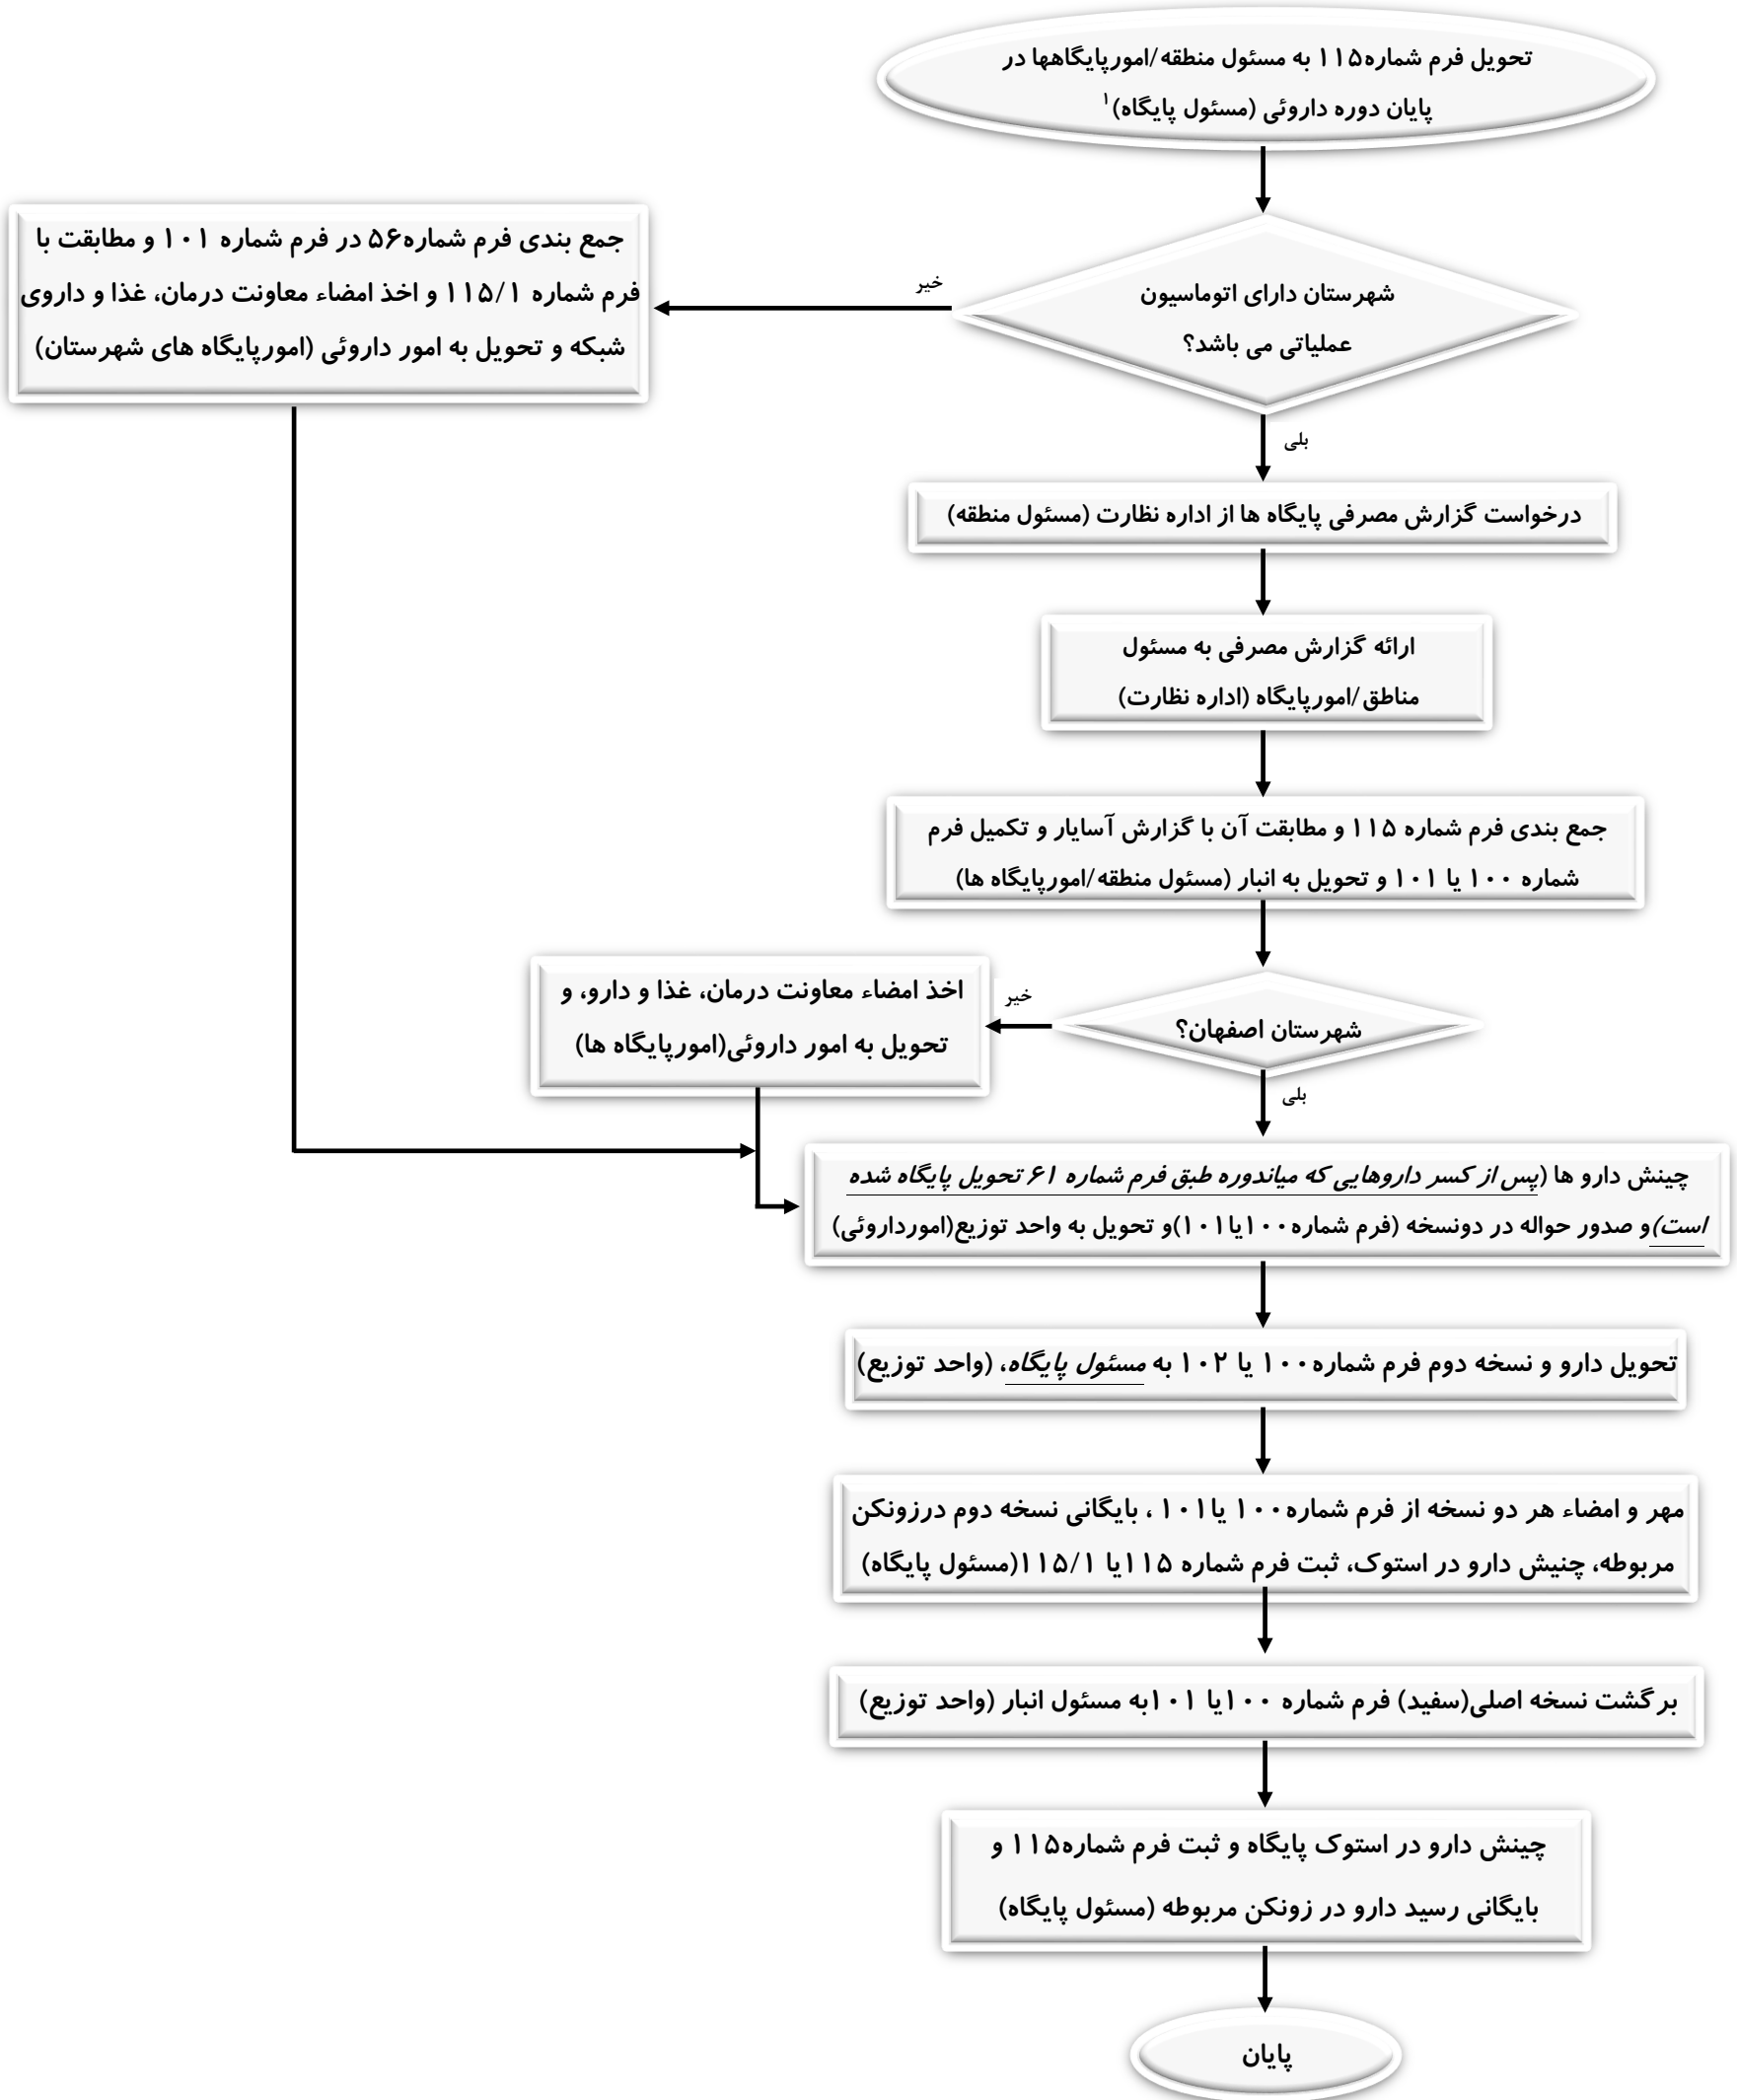 تحویل فرم شماره۱۱۵ به مسئول منطقه/امورپایگاهها در
پایان دوره داروئی (مسئول پایگاه)۱
شهرستان دارای اتوماسیون
عملیاتی می باشد؟
خیر
جمع بندی فرم شماره۵۶ در فرم شماره ۱۰۱ و مطابقت با
فرم شماره ۱۱۵/۱ و اخذ امضاء معاونت درمان، غذا و داروی
شبکه و تحویل به امور داروئی (امورپایگاه های شهرستان)
بلی
درخواست گزارش مصرفی پایگاه ها از اداره نظارت (مسئول منطقه)
ارائه گزارش مصرفی به مسئول
مناطق/امورپایگاه (اداره نظارت)
جمع بندی فرم شماره ۱۱۵ و مطابقت آن با گزارش آسایار و تکمیل فرم
شماره ۱۰۰ یا ۱۰۱ و تحویل به انبار (مسئول منطقه/امورپایگاه ها)
شهرستان اصفهان؟
خیر
اخذ امضاء معاونت درمان، غذا و دارو، و
تحویل به امور داروئی(امورپایگاه ها)
بلی
چینش دارو ها (پس از کسر داروهایی که میاندوره طبق فرم شماره ۶۱ تحویل پایگاه شده
است)و صدور حواله در دونسخه (فرم شماره۱۰۰یا۱۰۱)و تحویل به واحد توزیع(امورداروئی)
تحویل دارو و نسخه دوم فرم شماره۱۰۰ یا ۱۰۲ به مسئول پایگاه، (واحد توزیع)
مهر و امضاء هر دو نسخه از فرم شماره۱۰۰ یا۱۰۱ ، بایگانی نسخه دوم درزونکن
مربوطه، چنیش دارو در استوک، ثبت فرم شماره ۱۱۵یا ۱۱۵/۱(مسئول پایگاه)
برگشت نسخه اصلی(سفید) فرم شماره ۱۰۰یا ۱۰۱به مسئول انبار (واحد توزیع)
چینش دارو در استوک پایگاه و ثبت فرم شماره۱۱۵ و
بایگانی رسید دارو در زونکن مربوطه (مسئول پایگاه)
پایان